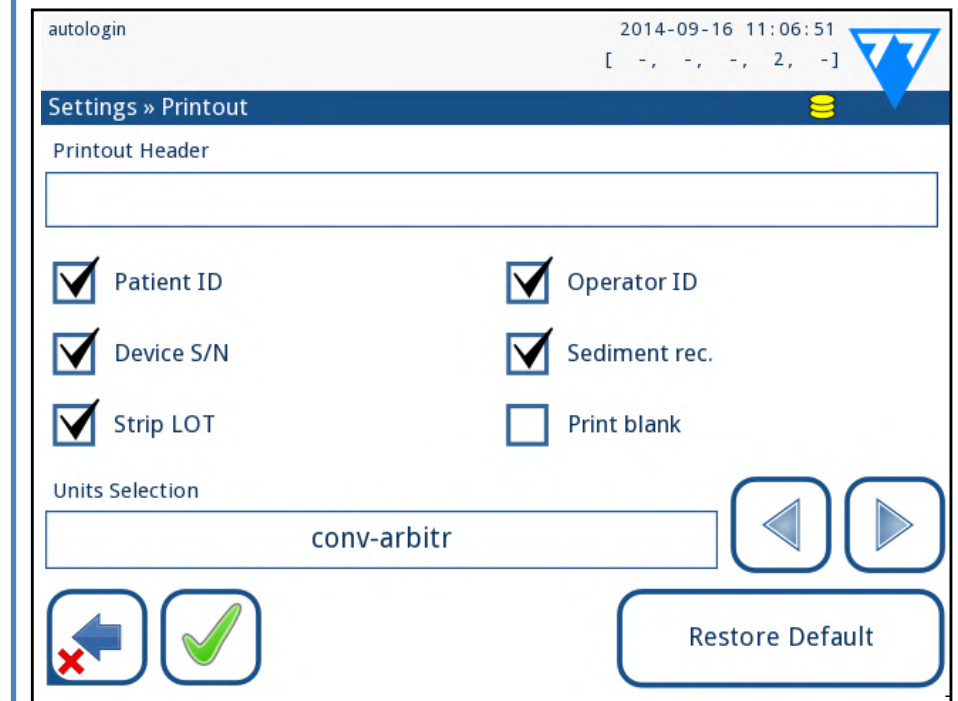 autologin
2014-09-16 11:06:51
[ -, -, -, 2, -]
Settings » Printout
Printout Header
Patient ID
Operator ID
Device S/N
Sediment rec.
Strip LOT
Print blank
Units Selection
conv-arbitr
Restore Default